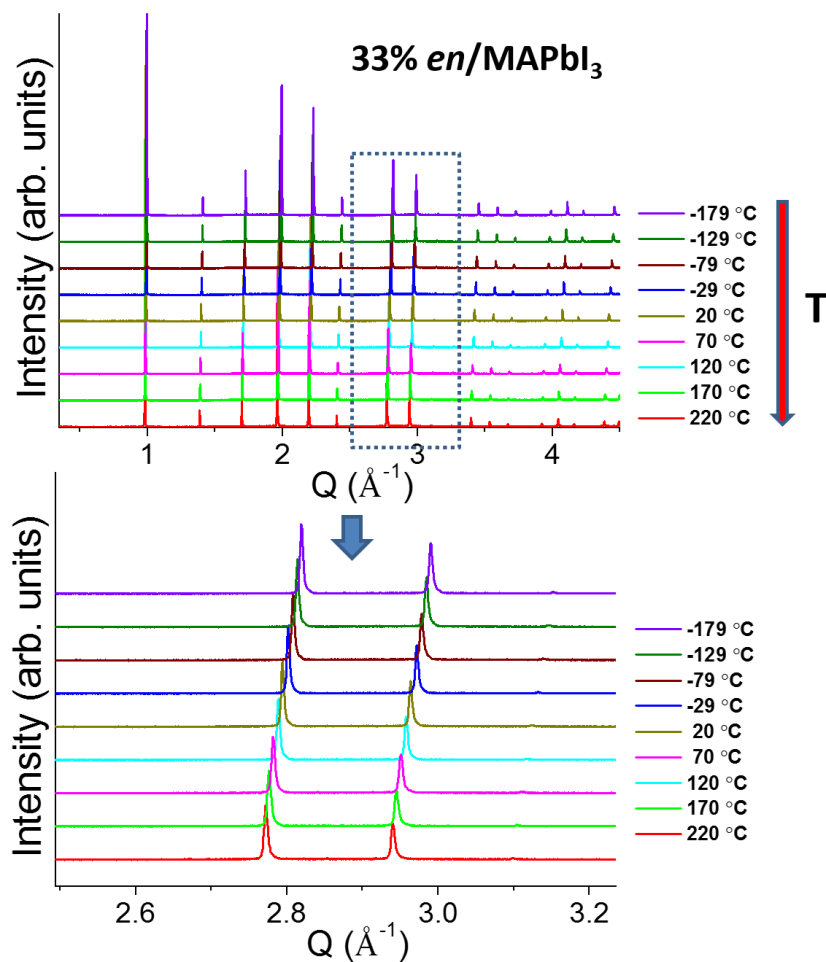 33% en/MAPbI₃
Intensity (arb. units)
-179 °C
-129 °C
-79 °C
-29 °C
20 °C
70 °C
120 °C
170 °C
220 °C
T
1 2 3 4
Q (Å⁻¹)
Intensity (arb. units)
-179 °C
-129 °C
-79 °C
-29 °C
20 °C
70 °C
120 °C
170 °C
220 °C
2.6 2.8 3.0 3.2
Q (Å⁻¹)